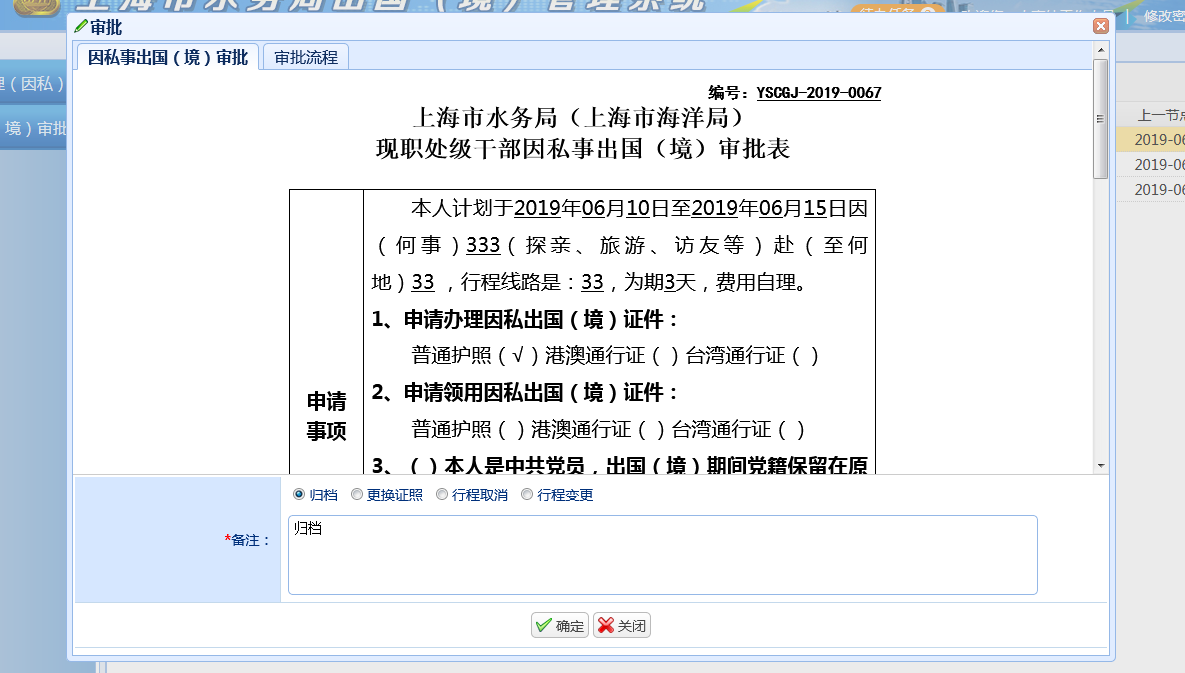 上海市水务局出国（境）管理系统
待办任务
修改密
审批
因私事出国（境）审批 审批流程
理（因私）
境）审批
上一节点
2019-06
2019-06
2019-06
编号：YSCGJ-2019-0067
上海市水务局（上海市海洋局）
现职处级干部因私事出国（境）审批表
申请
事项
本人计划于2019年06月10日至2019年06月15日因
（何事）333（探亲、旅游、访友等）赴（至何
地）33 ，行程线路是：33，为期3天，费用自理。
1、申请办理因私出国（境）证件：
普通护照（√ ）港澳通行证（ ）台湾通行证（ ）
2、申请领用因私出国（境）证件：
普通护照（ ）港澳通行证（ ）台湾通行证（ ）
3、（ ）本人是中共党员，出国（境）期间党籍保留在原
归档 更换证照 行程取消 行程变更
*备注：
归档
确定 关闭